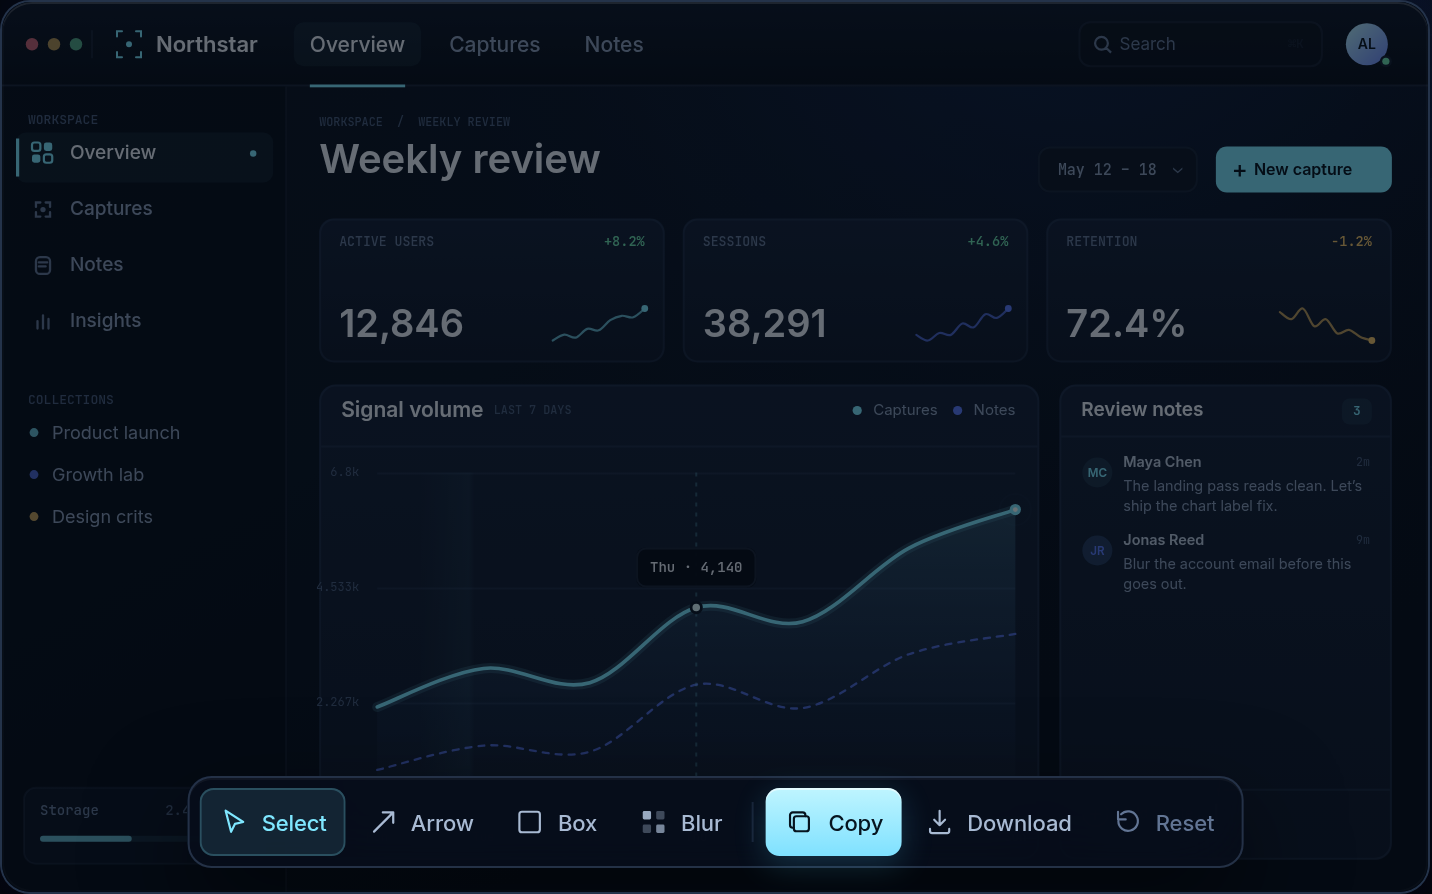 Northstar
Overview
Captures
Notes
Search
AL
WORKSPACE
Overview
Captures
Notes
Insights
COLLECTIONS
Product launch
Growth lab
Design crits
Storage
WORKSPACE / WEEKLY REVIEW
Weekly review
May 12 – 18
+ New capture
ACTIVE USERS +8.2%
12,846
SESSIONS +4.6%
38,291
RETENTION -1.2%
72.4%
Signal volume LAST 7 DAYS
Captures Notes
6.8k
4.533k
2.267k
Thu · 4,140
Review notes 3
MC Maya Chen 2m
The landing pass reads clean. Let's
ship the chart label fix.
JR Jonas Reed 9m
Blur the account email before this
goes out.
Select
Arrow
Box
Blur
Copy
Download
Reset